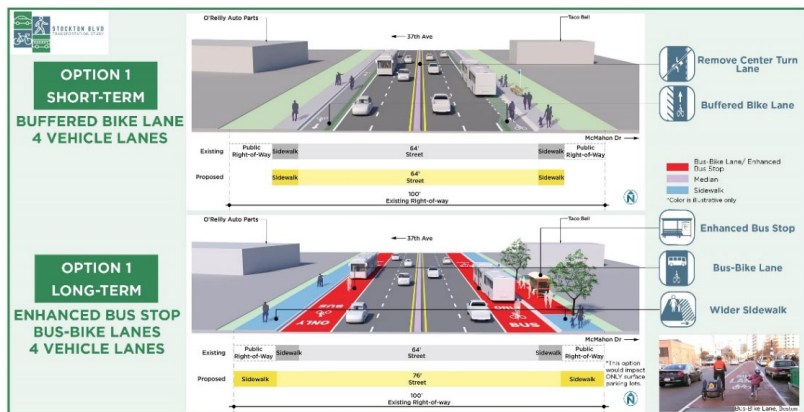 STOCKTON BLVD
TRANSPORTATION STUDY
OPTION 1
SHORT-TERM
BUFFERED BIKE LANE
4 VEHICLE LANES
O'Reilly Auto Parts
37th Ave
Taco Bell
McMahon Dr
Existing
Public
Right-of-Way
Sidewalk
64'
Street
Sidewalk
Public
Right-of-Way
Proposed
Sidewalk
64'
Street
Sidewalk
100'
Existing Right-of-way
N
Remove Center Turn
Lane
Buffered Bike Lane
Bus-Bike Lane/ Enhanced
Bus Stop
Median
Sidewalk
*Color is illustrative only
OPTION 1
LONG-TERM
ENHANCED BUS STOP
BUS-BIKE LANES
4 VEHICLE LANES
O'Reilly Auto Parts
37th Ave
Taco Bell
BUS
ONLY
ONLY
BUS
McMahon Dr
Existing
Public
Right-of-Way
Sidewalk
64'
Street
Sidewalk
Public
Right-of-Way
Proposed
Sidewalk
76'
Street
Sidewalk
100'
Existing Right-of-way
*This option
would impact
ONLY surface
parking lots.
N
Enhanced Bus Stop
Bus-Bike Lane
Wider Sidewalk
Bus-Bike Lane, Boston